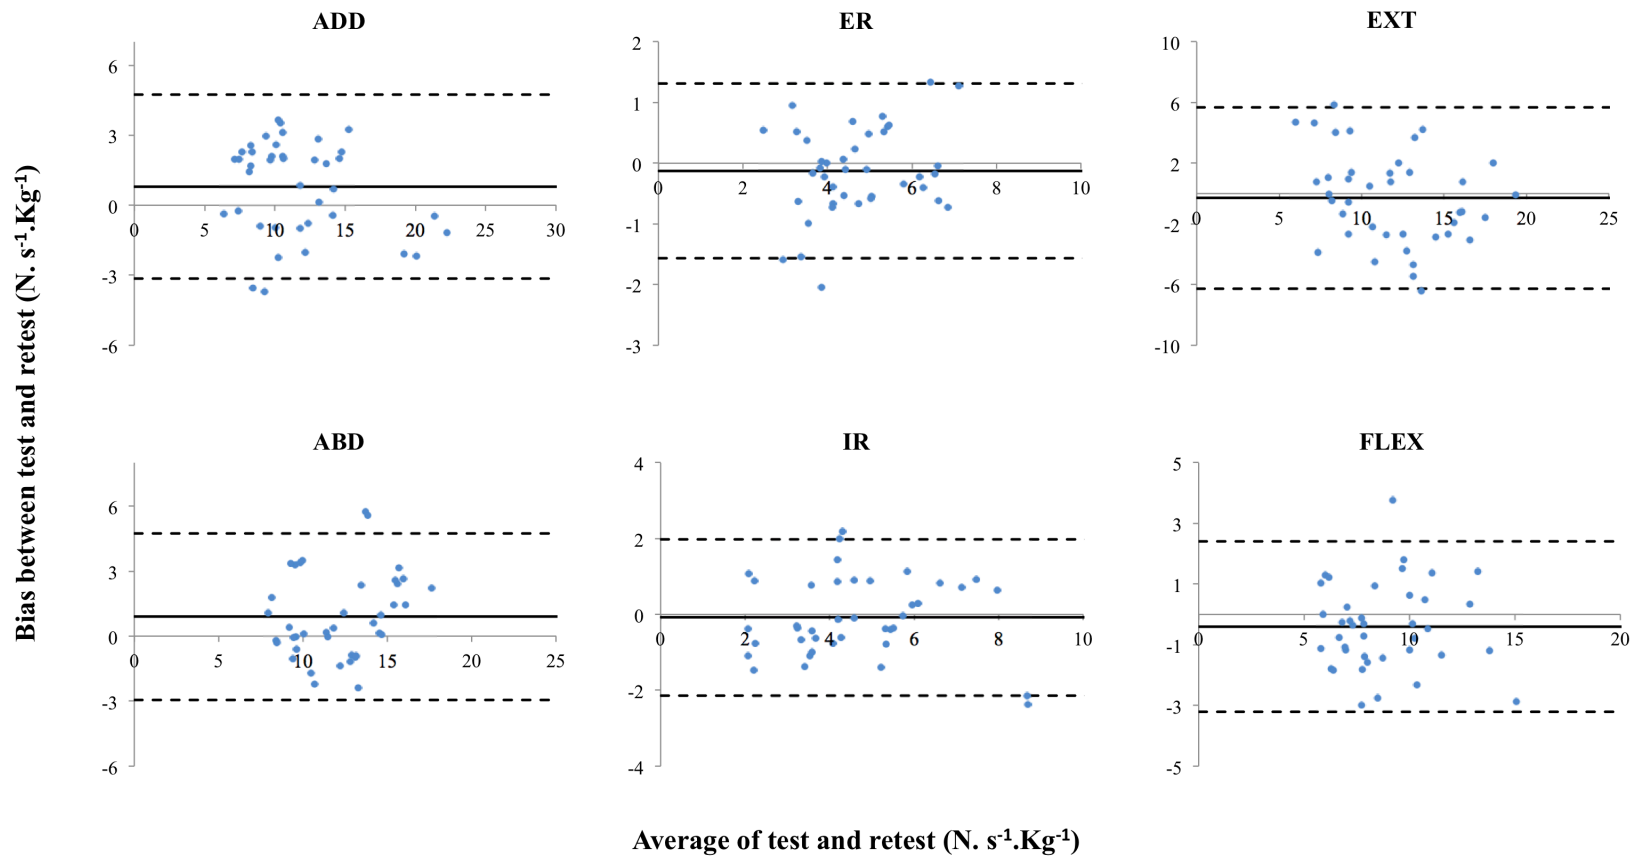 Bias between test and retest (N. s-1.Kg-1)
ADD
6
3
0
-3
-6
0 5 10 15 20 25 30
ER
2
1
0
-1
-2
-3
0 2 4 6 8 10
EXT
10
6
2
-2
-6
-10
0 5 10 15 20 25
ABD
6
3
0
-3
-6
0 5 10 15 20 25
IR
4
2
0
-2
-4
0 2 4 6 8 10
FLEX
5
3
1
-1
-3
-5
0 5 10 15 20
Average of test and retest (N. s-1.Kg-1)